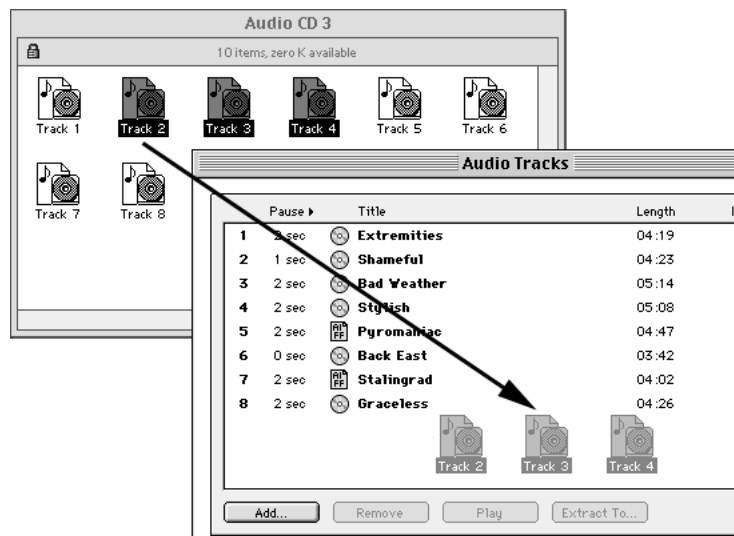 Audio CD 3
10 items, zero K available
Track 1 Track 2 Track 3 Track 4 Track 5 Track 6
Track 7 Track 8
Audio Tracks
Pause Title Length
1 2 sec Extremities 04:19
2 1 sec Shameful 04:23
3 2 sec Bad Weather 05:14
4 2 sec Stylish 05:08
5 2 sec AIFF Pyromaniac 04:47
6 0 sec Back East 03:42
7 2 sec AIFF Stalingrad 04:02
8 2 sec Graceless 04:26
Track 2 Track 3 Track 4
Add... Remove Play Extract To...